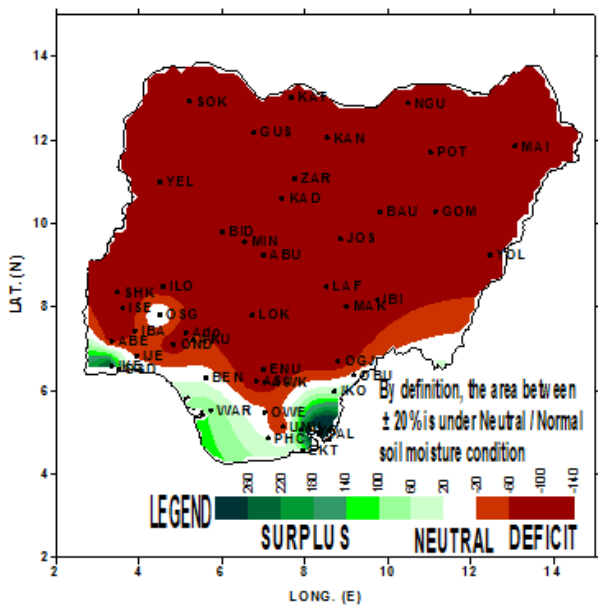 14
12
10
8
6
4
2
LAT. (N)
SOK
KAT
NGU
GUS
KAN
POT
MAI
YEL
ZAR
KAD
BAU
GOM
BID
MIN
ABU
JOS
YOL
SHK
ILO
LAF
IBI
MAK
ISE
OSG
LOK
IBA
ABE
OND
IJE
ENU
OGJ
BEN
IKO
WAR
OWE
PHC
By definition, the area between
± 20% is under Neutral / Normal
soil moisture condition
260 220 180 140 100 60 20 -20 -60 -100 -140
LEGEND
SURPLUS NEUTRAL DEFICIT
2 4 6 8 10 12 14
LONG. (E)